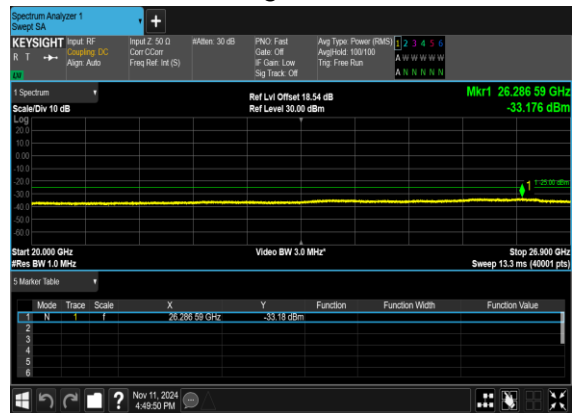 Spectrum Analyzer 1
Swept SA
KEYSIGHT Input: RF Input Z: 50 Ω #Atten: 30 dB PNO: Fast Avg Type: Power (RMS) 1 2 3 4 5 6
R T Coupling: DC Corr CCorr Gate: Off Avg|Hold: 100/100 A W W W W W
Align: Auto Freq Ref: Int (S) IF Gain: Low Trig: Free Run
Sig Track: Off A N N N N N
LXI
1 Spectrum Ref Lvl Offset 18.54 dB Mkr1 26.286 59 GHz
Scale/Div 10 dB Ref Level 30.00 dBm -33.176 dBm
Log
20.0
10.0
0.00
-10.0
-20.0
1 -25.00 dBm
-30.0
-40.0
-50.0
-60.0
Start 20.000 GHz Video BW 3.0 MHz* Stop 26.900 GHz
#Res BW 1.0 MHz Sweep 13.3 ms (40001 pts)
5 Marker Table
Mode Trace Scale X Y Function Function Width Function Value
1 N 1 f 26.286 59 GHz -33.18 dBm
2
3
4
5
6
? Nov 11, 2024
4:49:50 PM